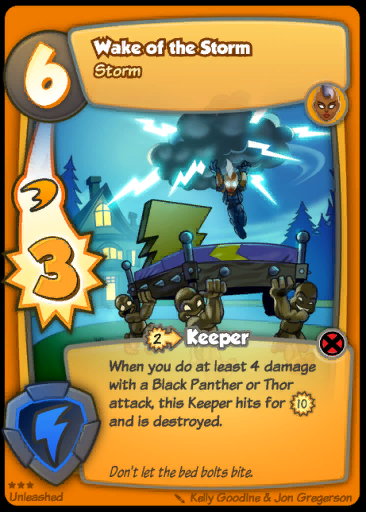 6
Wake of the Storm
Storm
3
2 Keeper
When you do at least 4 damage
with a Black Panther or Thor
attack, this Keeper hits for 10
and is destroyed.
Don't let the bed bolts bite.
Unleashed
Kelly Goodine & Jon Gregerson